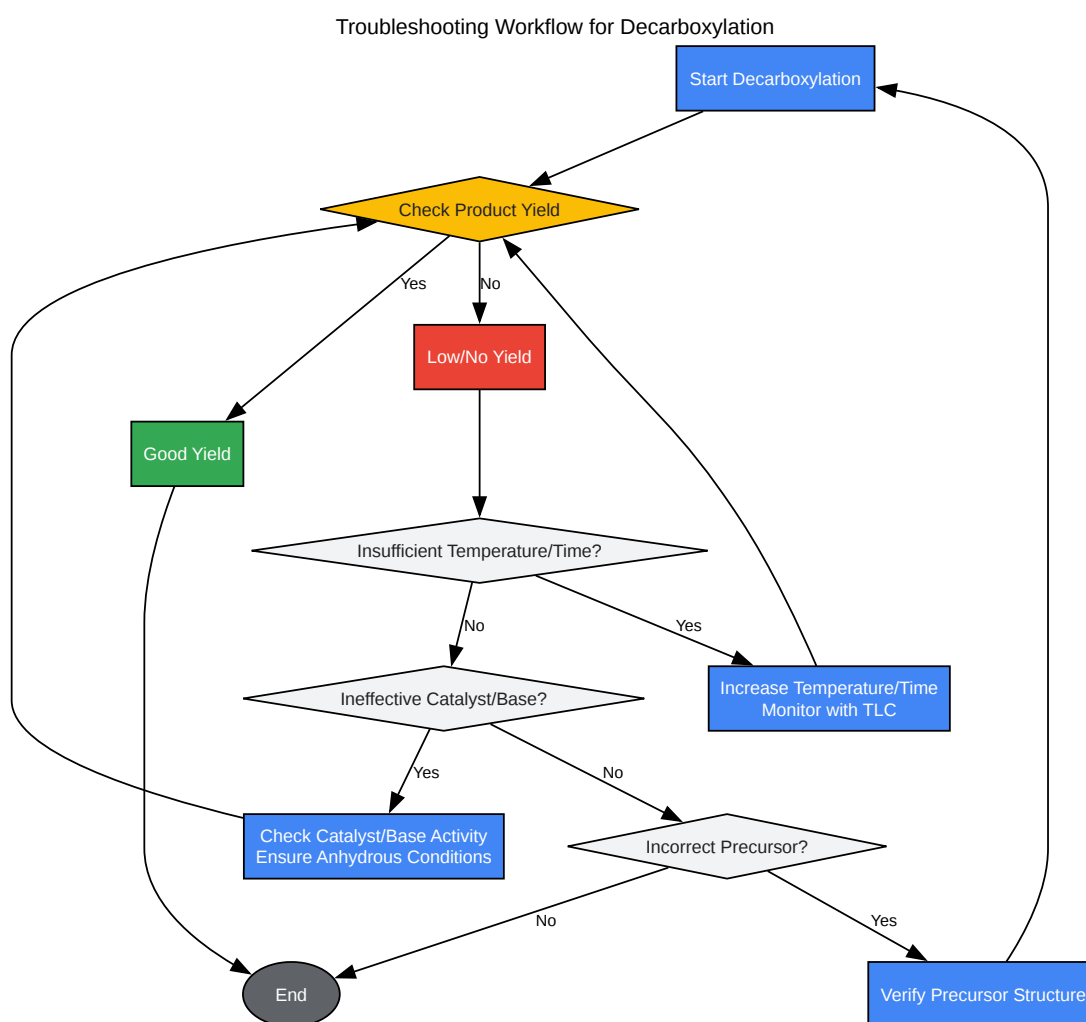 Troubleshooting Workflow for Decarboxylation
Start Decarboxylation
Check Product Yield
Yes
No
Low/No Yield
Good Yield
Insufficient Temperature/Time?
No
Yes
Ineffective Catalyst/Base?
Increase Temperature/Time
Monitor with TLC
Yes
No
Check Catalyst/Base Activity
Ensure Anhydrous Conditions
Incorrect Precursor?
No
Yes
End
Verify Precursor Structure